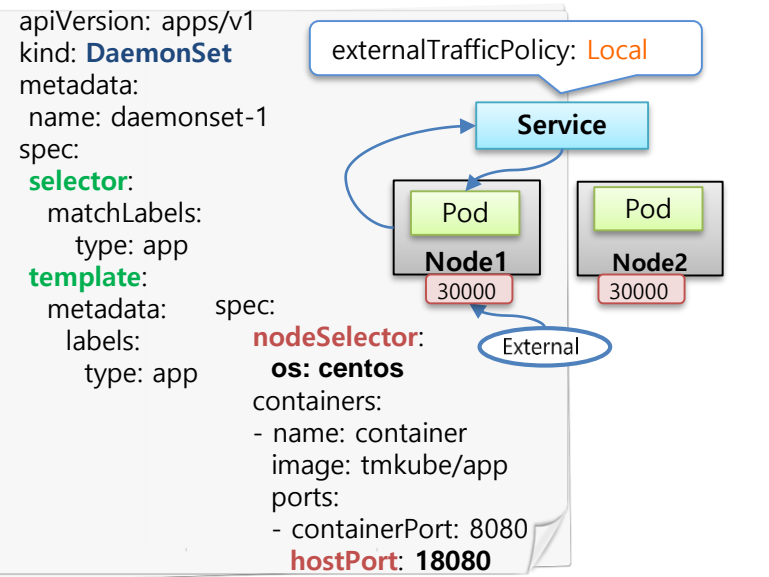 apiVersion: apps/v1
kind: DaemonSet
metadata:
name: daemonset-1
spec:
selector:
matchLabels:
type: app
template:
metadata:
labels:
type: app
spec:
nodeSelector:
os: centos
containers:
- name: container
image: tmkube/app
ports:
- containerPort: 8080
hostPort: 18080
externalTrafficPolicy: Local
Service
Pod
Node1
30000
Pod
Node2
30000
External